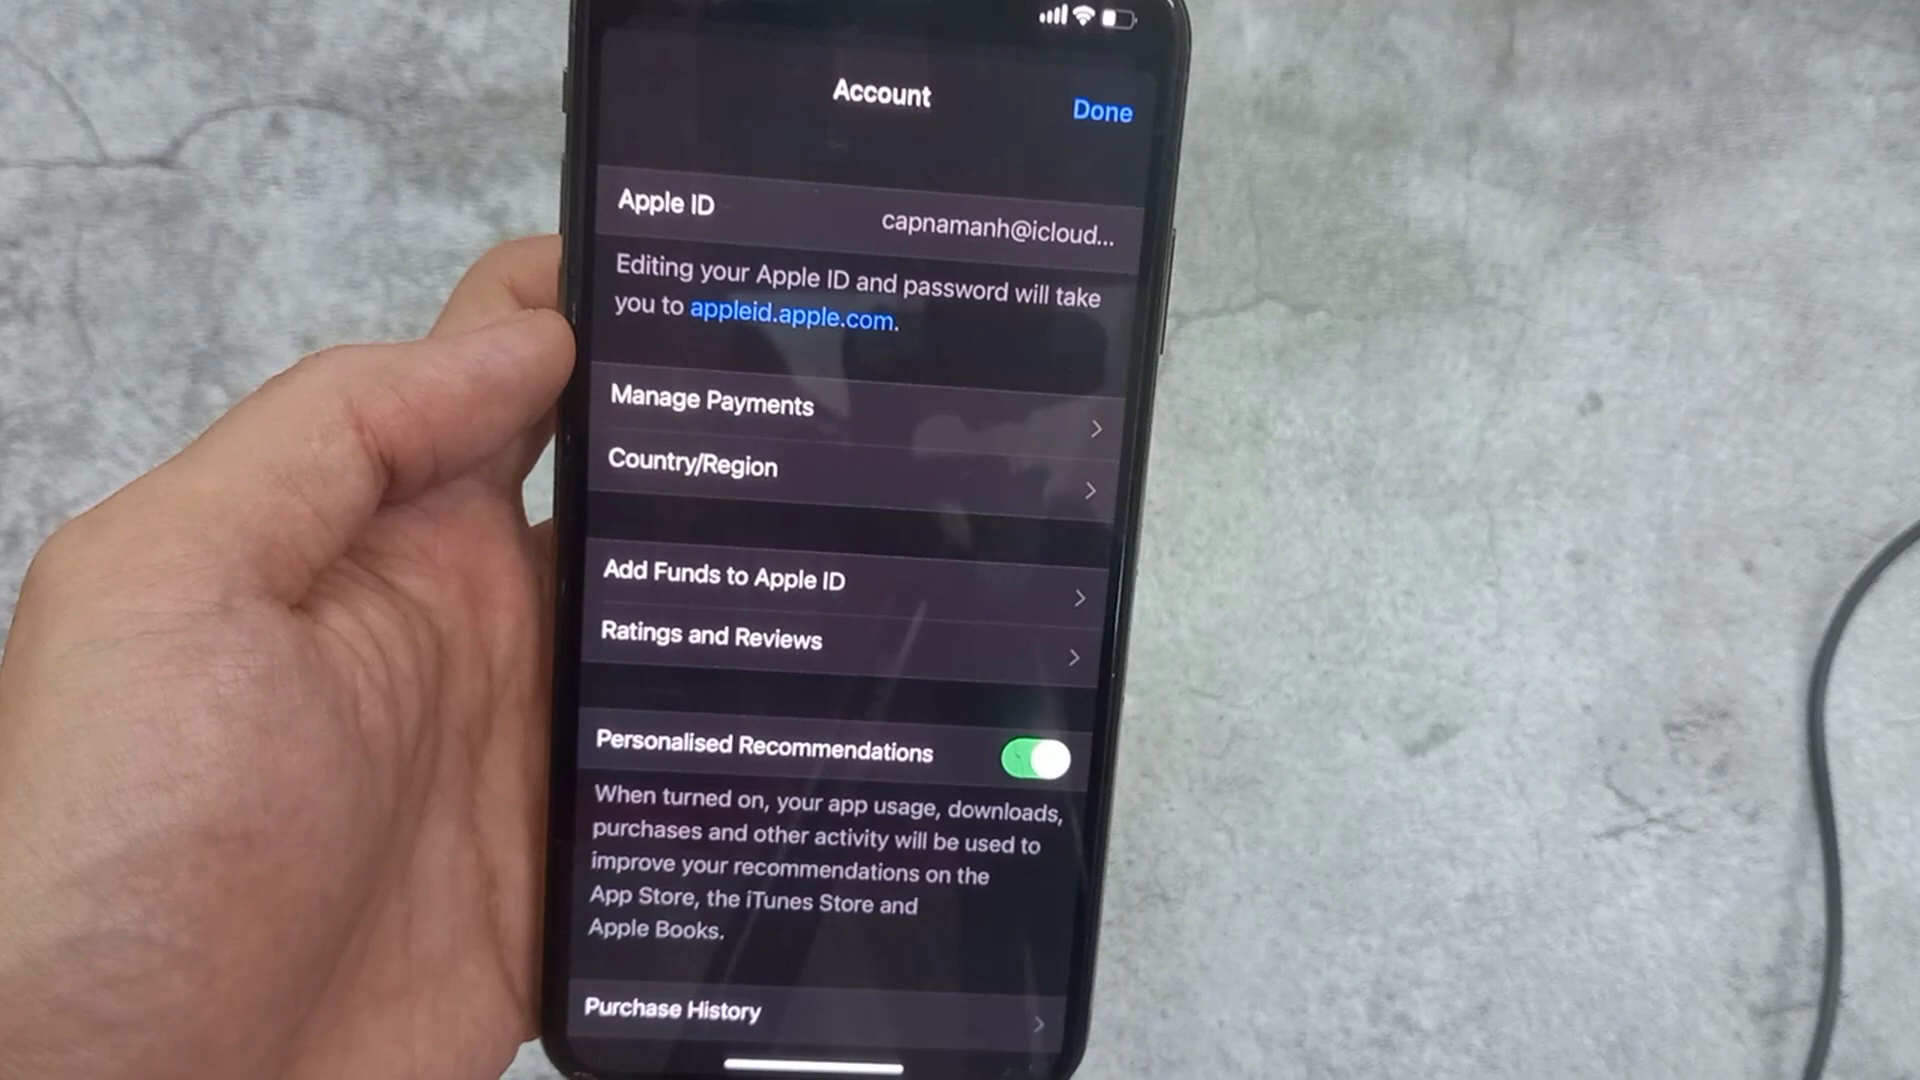 Account
Done
Apple ID
capnamanh@icloud...
Editing your Apple ID and password will take
you to appleid.apple.com.
Manage Payments
Country/Region
Add Funds to Apple ID
Ratings and Reviews
Personalised Recommendations
When turned on, your app usage, downloads,
purchases and other activity will be used to
improve your recommendations on the
App Store, the iTunes Store and
Apple Books.
Purchase History